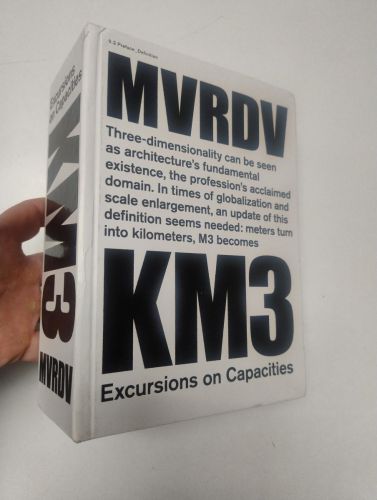 0.2 Preface_Definition
MVRDV
Three-dimensionality can be seen
as architecture's fundamental
existence, the profession's acclaimed
domain. In times of globalization and
scale enlargement, an update of this
definition seems needed: meters turn
into kilometers, M3 becomes
KM3
Excursions on Capacities
Excursions
on Capacities
KM3
MVRDV